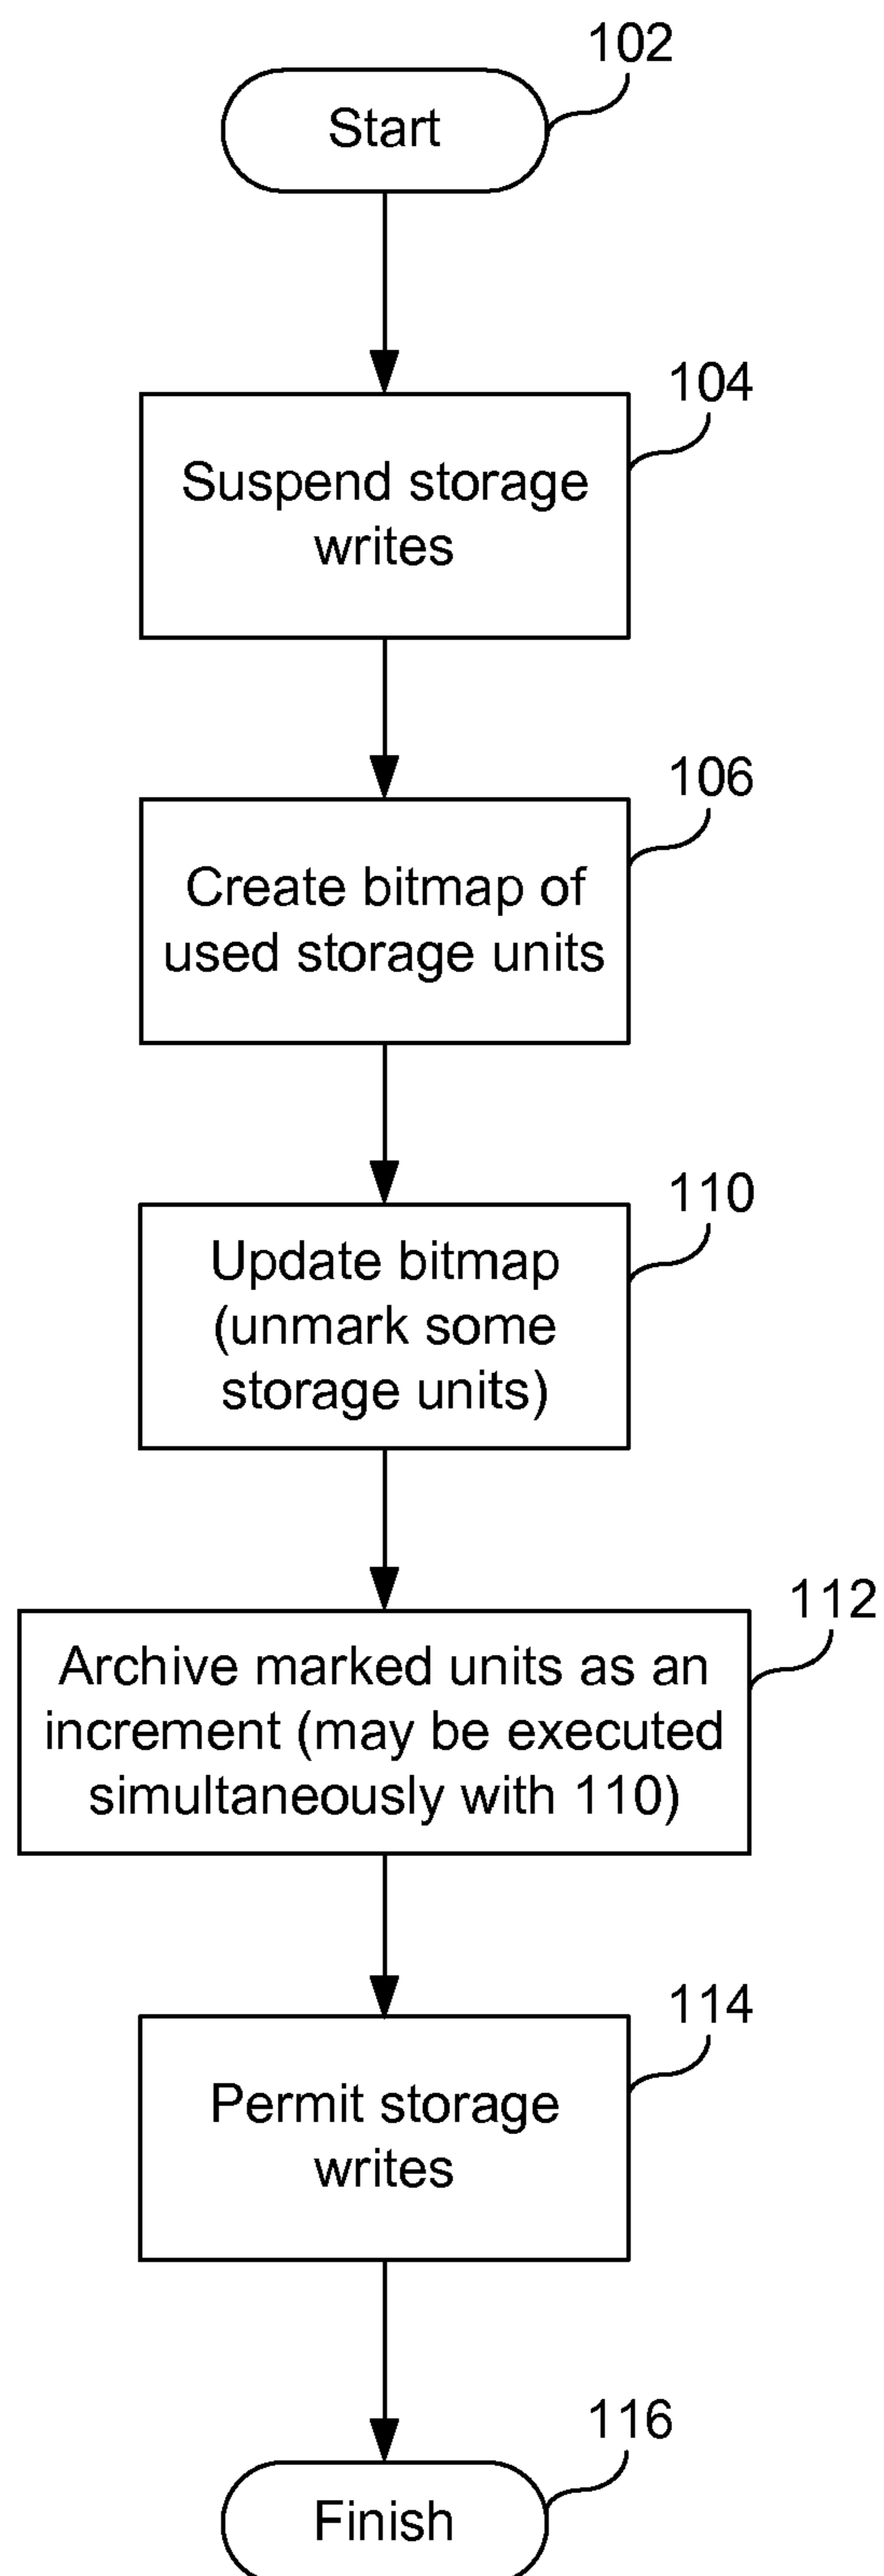 102
Start
104
Suspend storage
writes
106
Create bitmap of
used storage units
110
Update bitmap
(unmark some
storage units)
112
Archive marked units as an
increment (may be executed
simultaneously with 110)
114
Permit storage
writes
116
Finish